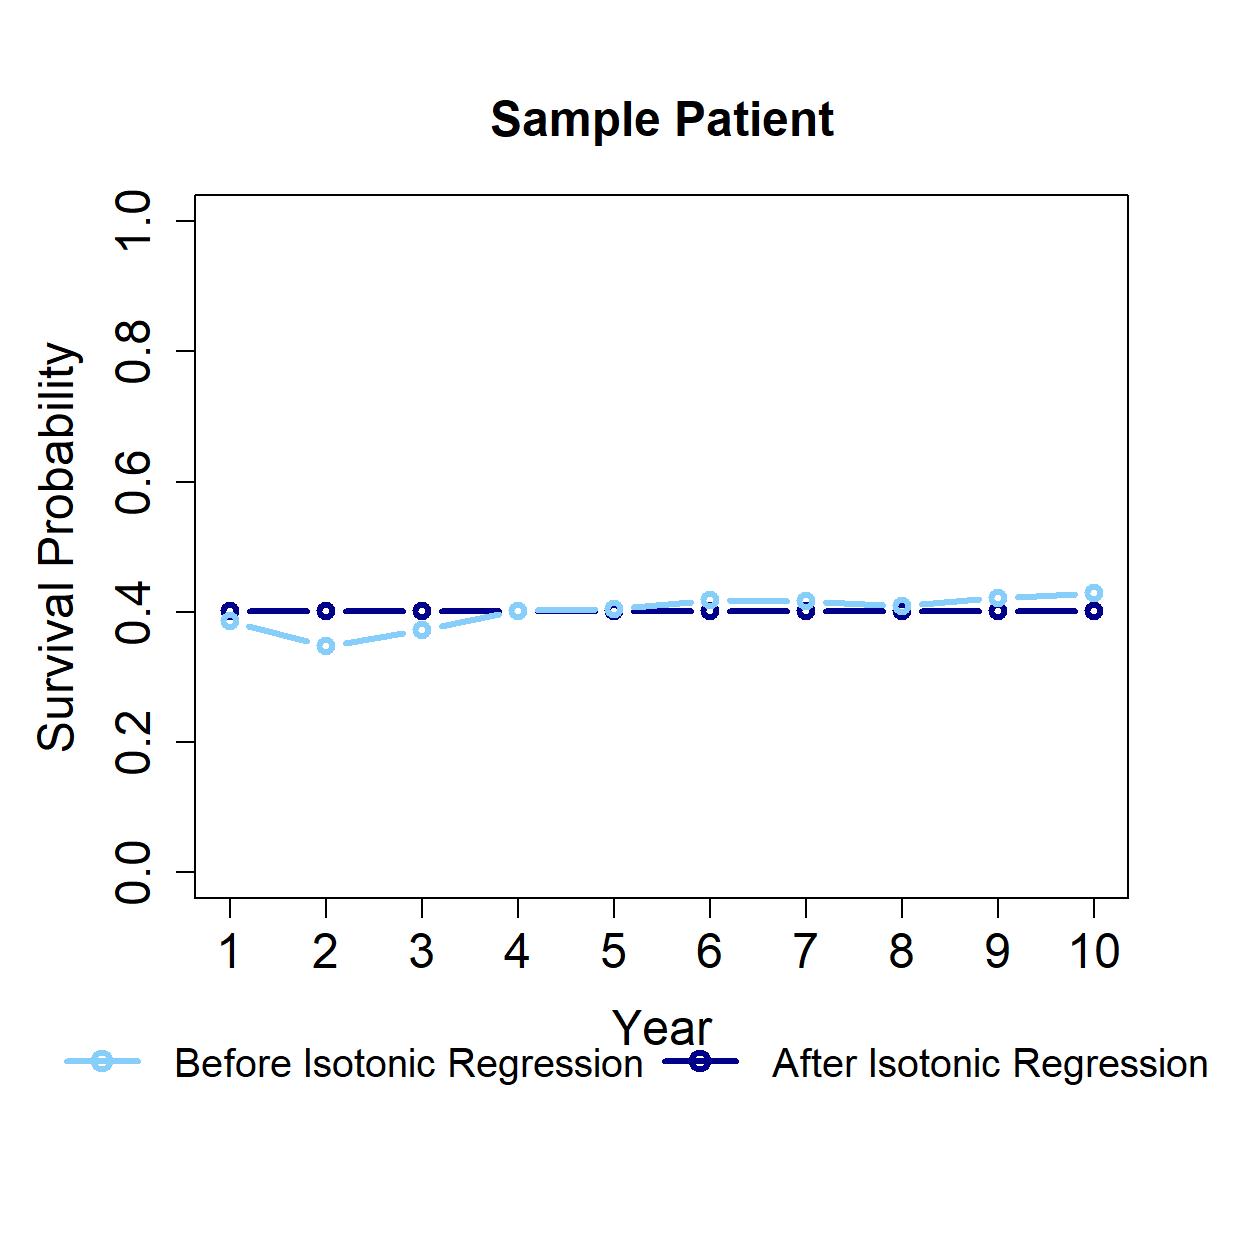 Sample Patient
Survival Probability
1.0
0.8
0.6
0.4
0.2
0.0
1 2 3 4 5 6 7 8 9 10
Year
Before Isotonic Regression After Isotonic Regression